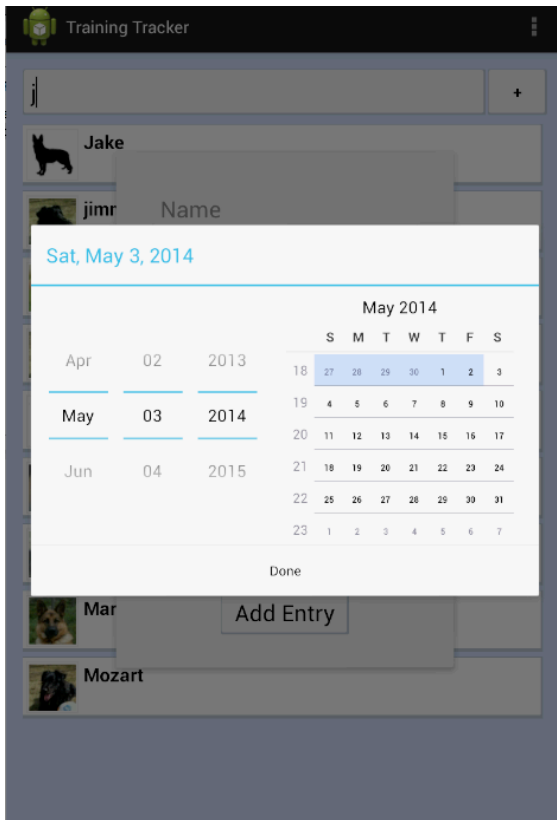 Training Tracker
j
+
Jake
jimm
Name
Sat, May 3, 2014
May 2014
S M T W T F S
Apr 02 2013
18 27 28 29 30 1 2 3
19 4 5 6 7 8 9 10
May 03 2014
20 11 12 13 14 15 16 17
21 18 19 20 21 22 23 24
Jun 04 2015
22 25 26 27 28 29 30 31
23 1 2 3 4 5 6 7
Done
Mar
Add Entry
Mozart